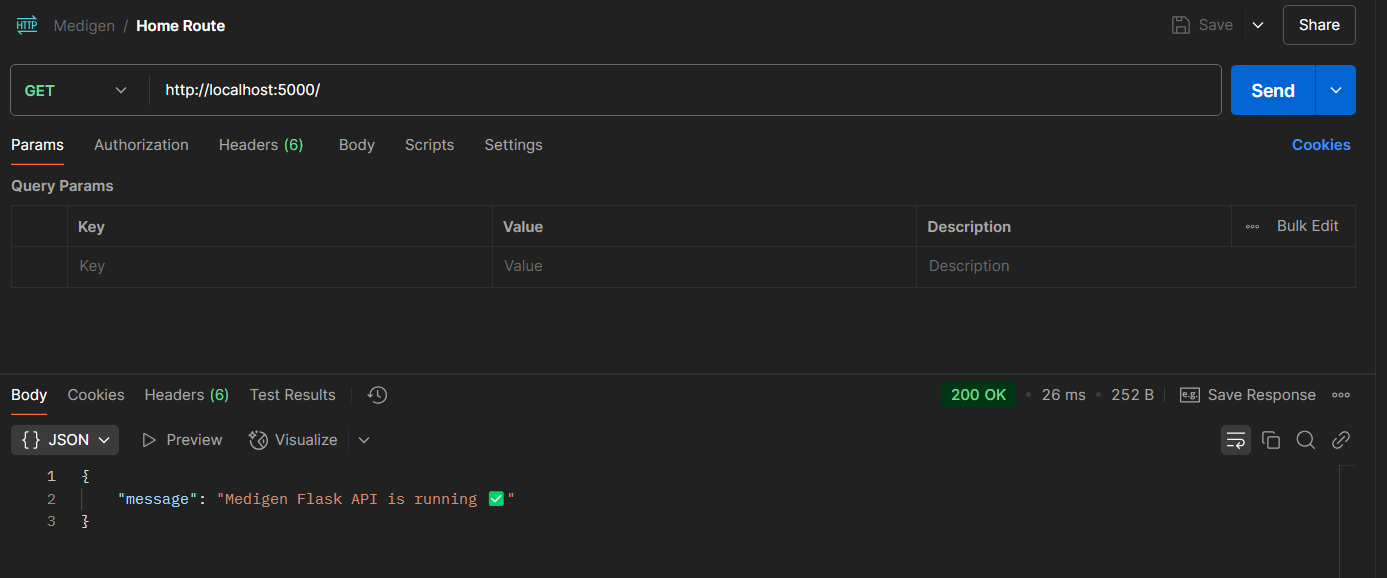 HTTP Medigen / Home Route Save Share
GET http://localhost:5000/ Send
Params Authorization Headers (6) Body Scripts Settings Cookies
Query Params
Key Value Description ooo Bulk Edit
Key Value Description
Body Cookies Headers (6) Test Results 200 OK • 26 ms • 252 B e.g. Save Response ooo
{} JSON Preview Visualize
1 {
2 "message": "Medigen Flask API is running ✅"
3 }